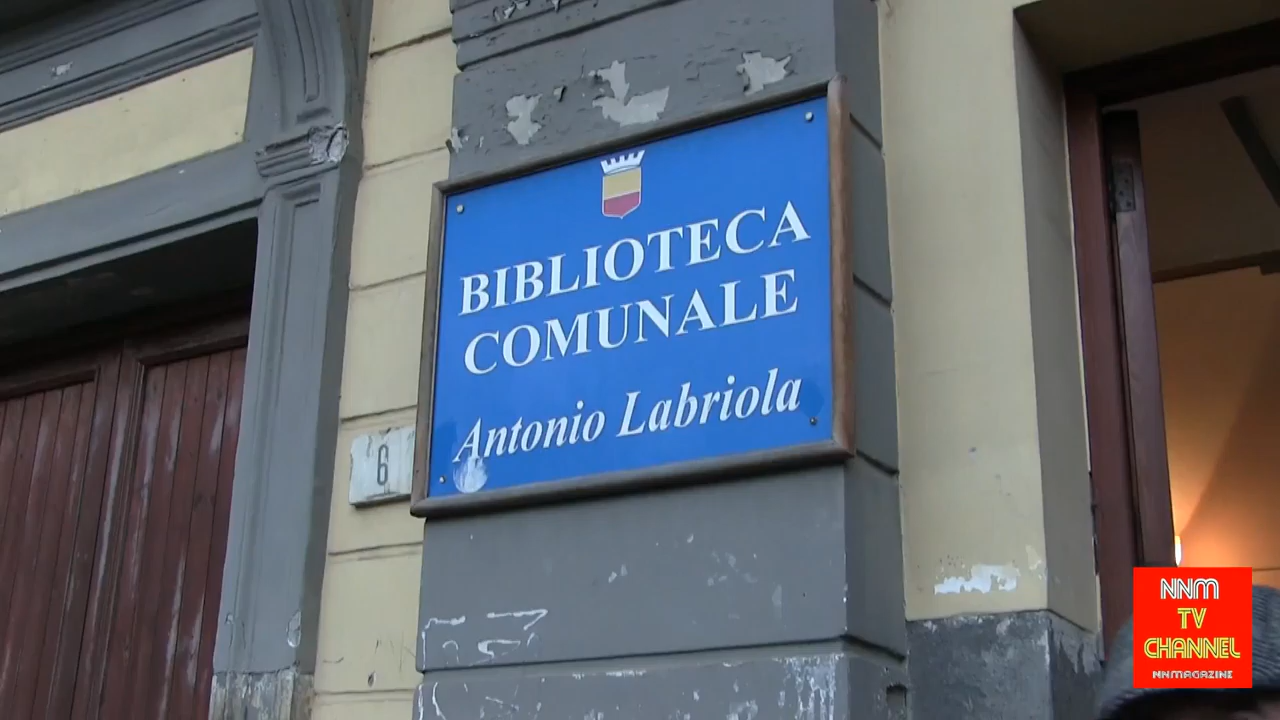 BIBLIOTECA
COMUNALE
Antonio Labriola
6
NNM
TV
CHANNEL
NNMAGAZINE